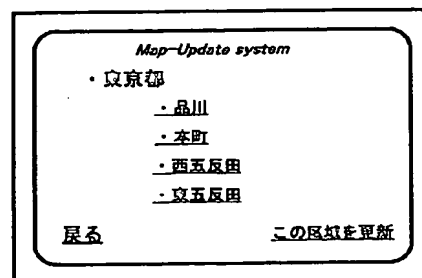 Map-Update system
・東京都
・品川
・本町
・西五反田
・東五反田
戻る
この区域を更新